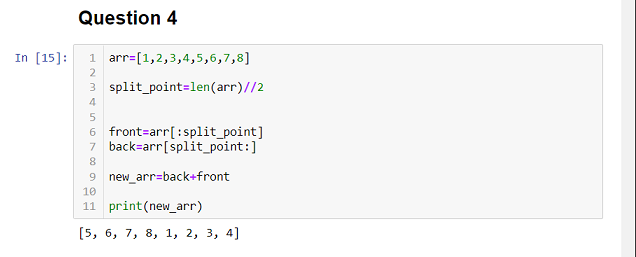 Question 4
In [15]:
1 arr=[1,2,3,4,5,6,7,8]
2
3 split_point=len(arr)//2
4
5
6 front=arr[:split_point]
7 back=arr[split_point:]
8
9 new_arr=back+front
10
11 print(new_arr)
[5, 6, 7, 8, 1, 2, 3, 4]